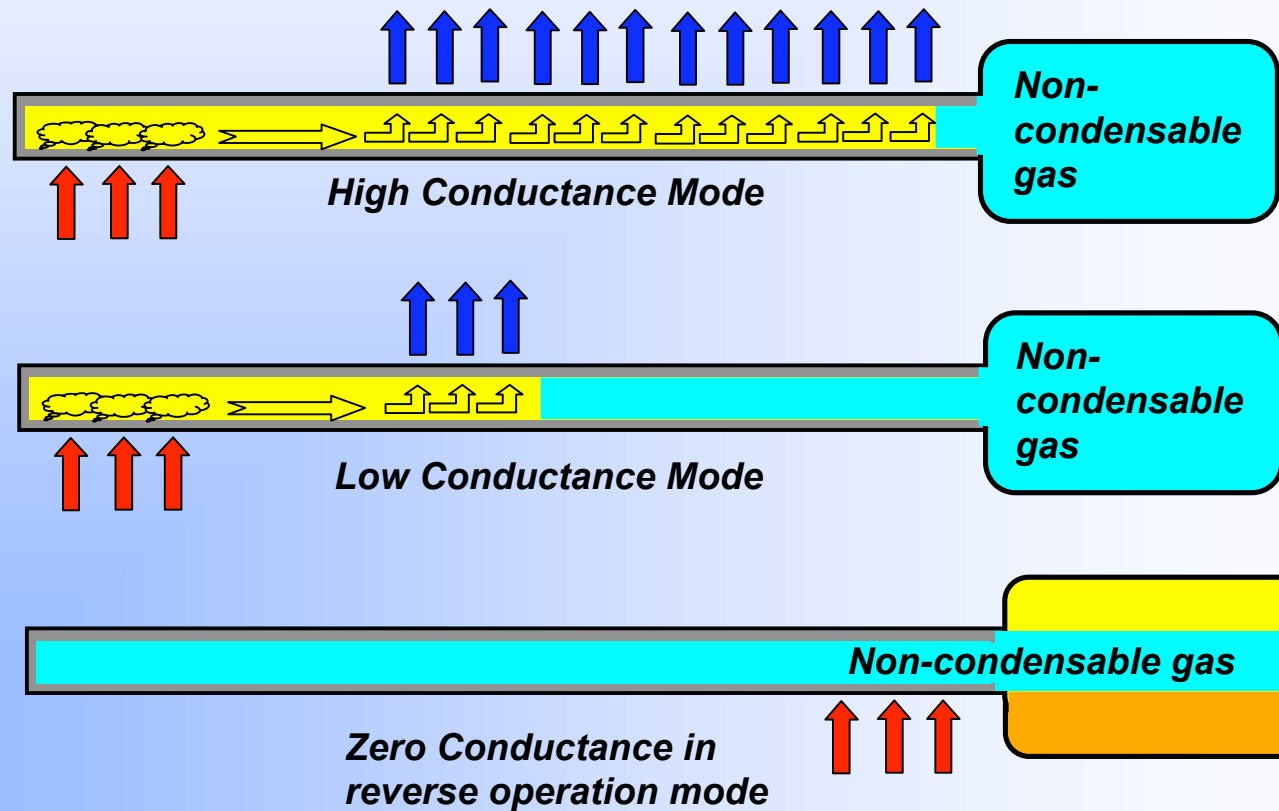 Non-
condensable
gas
High Conductance Mode
Non-
condensable
gas
Low Conductance Mode
Non-condensable gas
Zero Conductance in
reverse operation mode